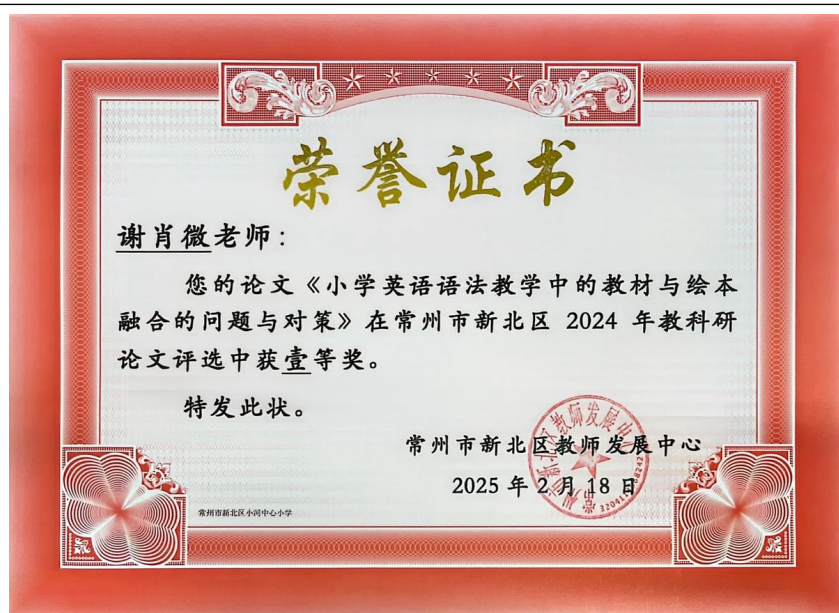 荣誉证书
谢肖微老师：
您的论文《小学英语语法教学中的教材与绘本
融合的问题与对策》在常州市新北区 2024 年教科研
论文评选中获壹等奖。
特发此状。
常州市新北区教师发展中心
2025 年 2 月 18 日
常州市新北区小河中心小学